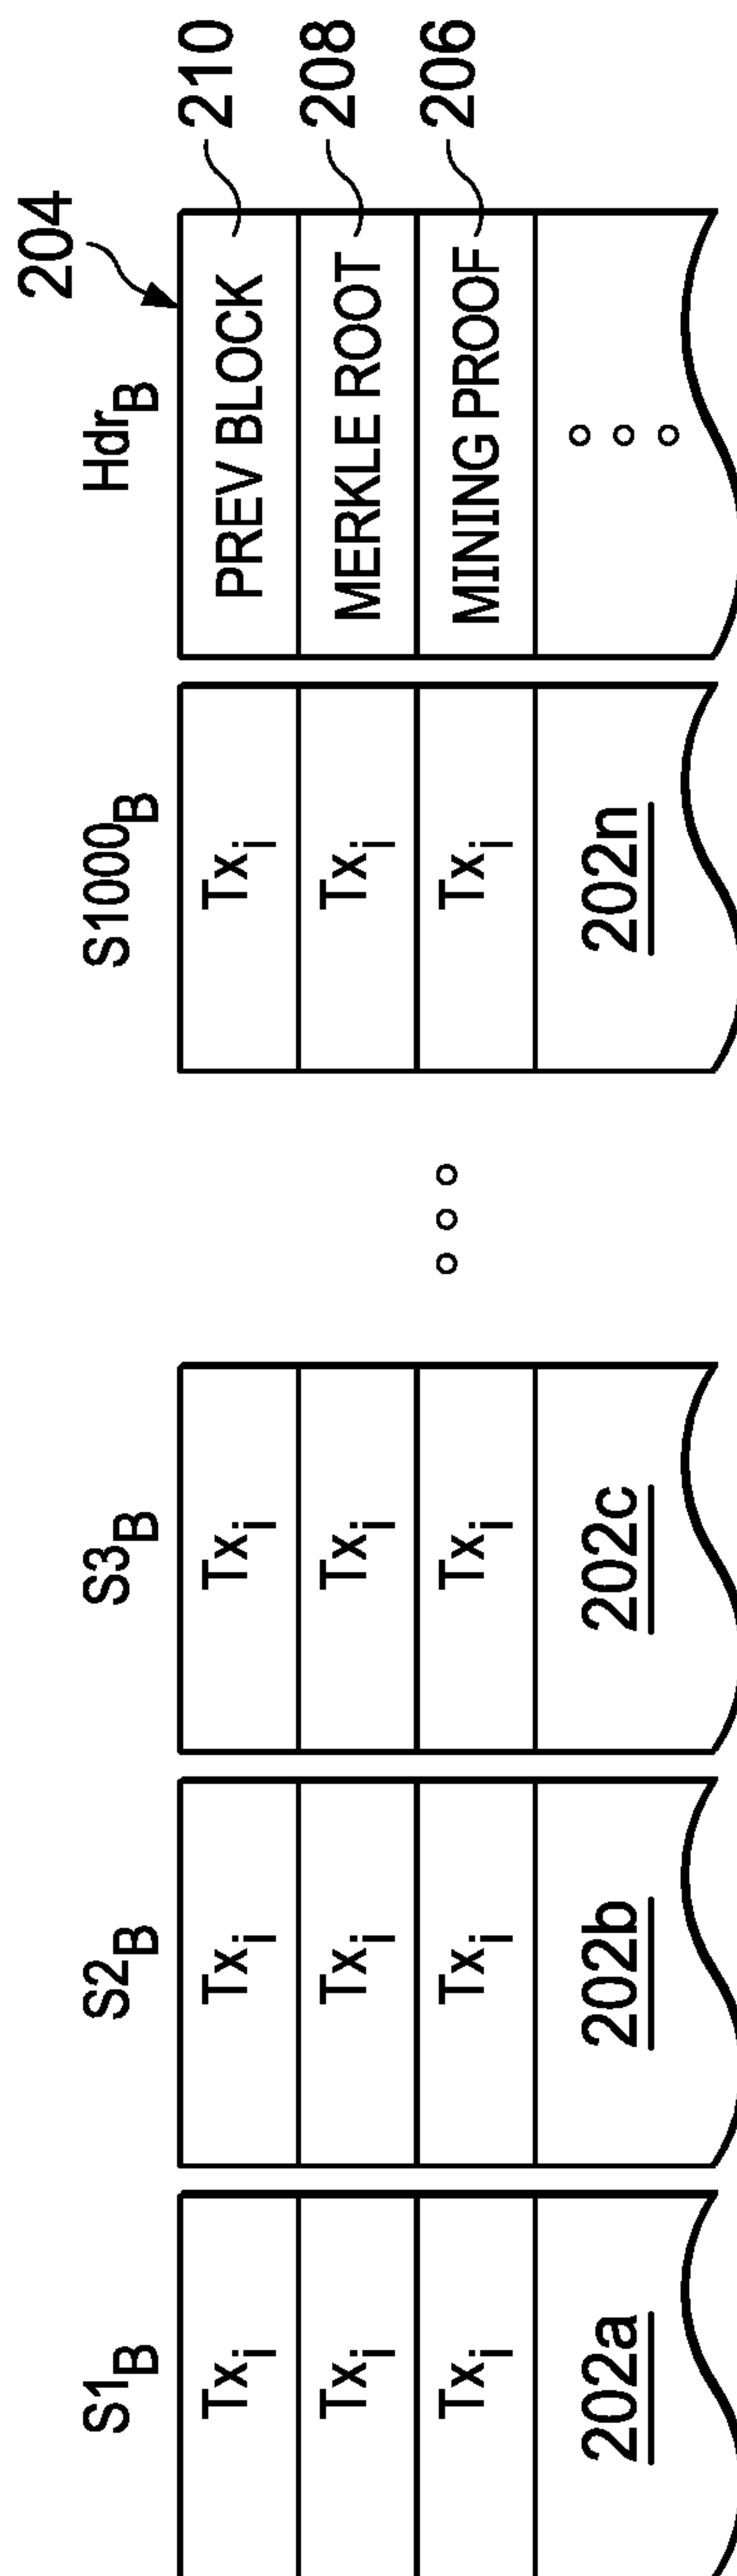 204
S1B S2B S3B S1000B HdrB
Txi Txi Txi Txi PREV BLOCK 210
Txi Txi Txi Txi MERKLE ROOT 208
Txi Txi Txi Txi MINING PROOF 206
202a 202b 202c 202n